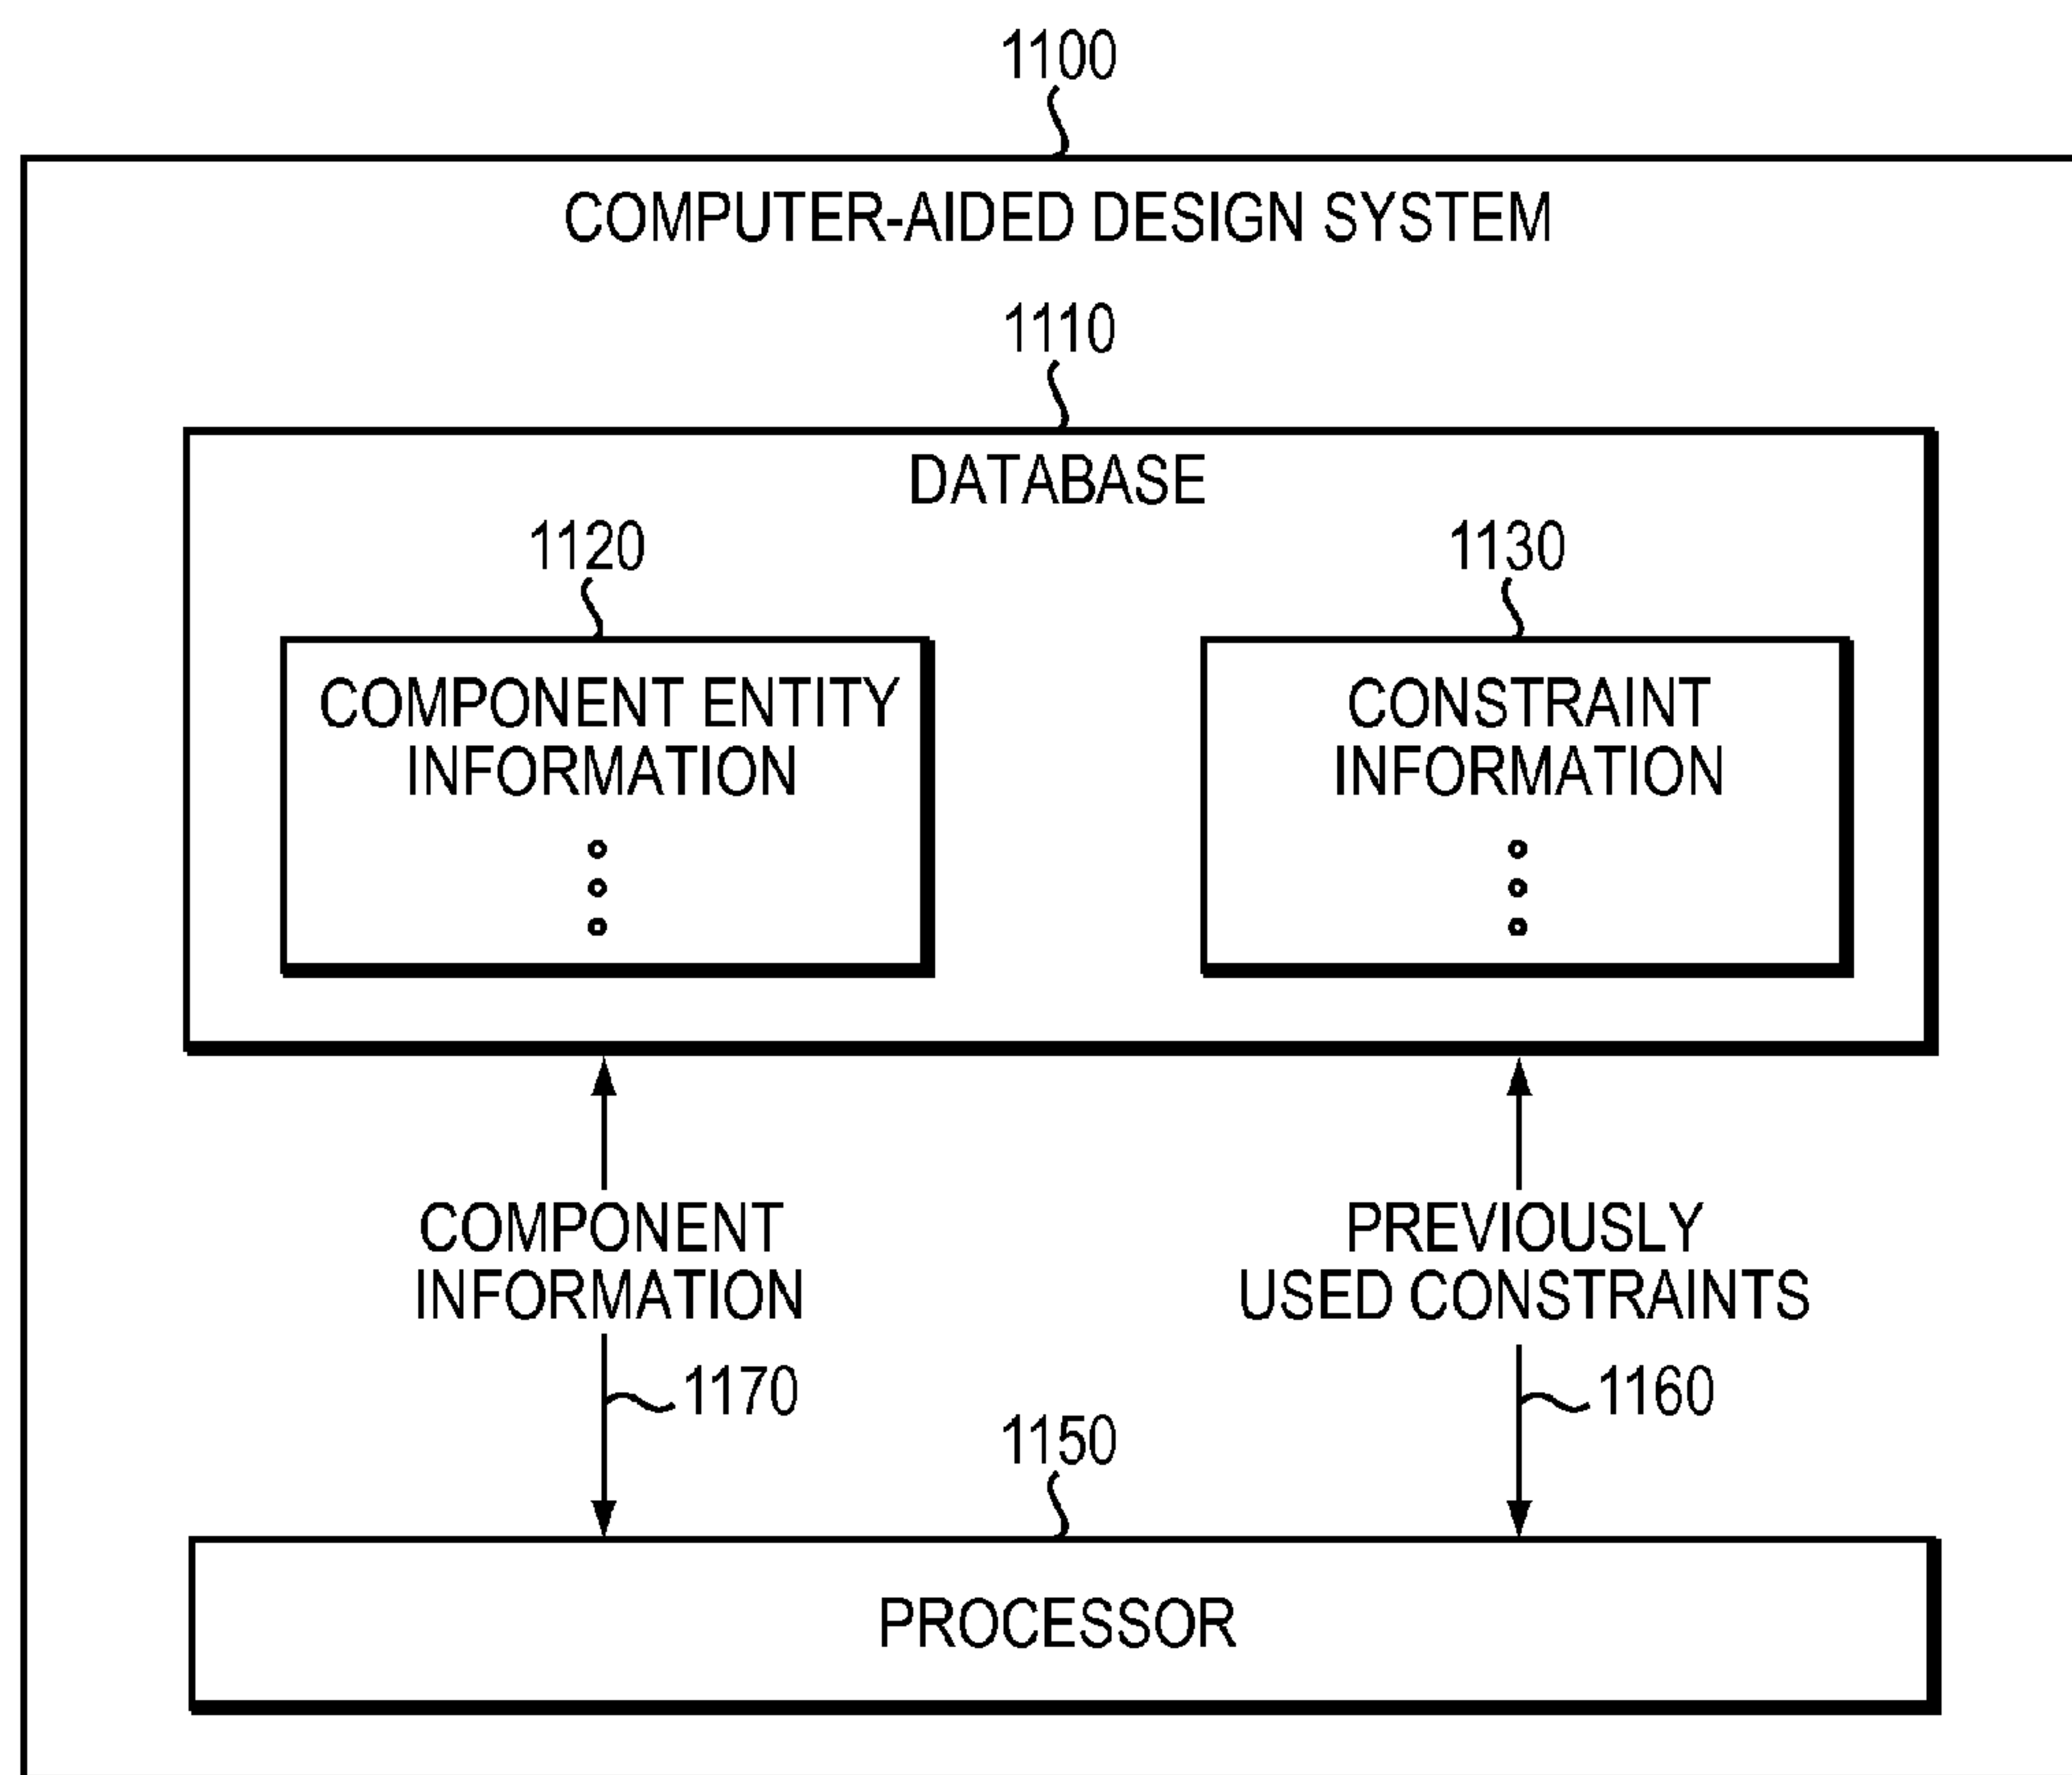 1100
COMPUTER-AIDED DESIGN SYSTEM
1110
DATABASE
1120
1130
COMPONENT ENTITY
INFORMATION
CONSTRAINT
INFORMATION
COMPONENT
INFORMATION
PREVIOUSLY
USED CONSTRAINTS
1170
1160
1150
PROCESSOR